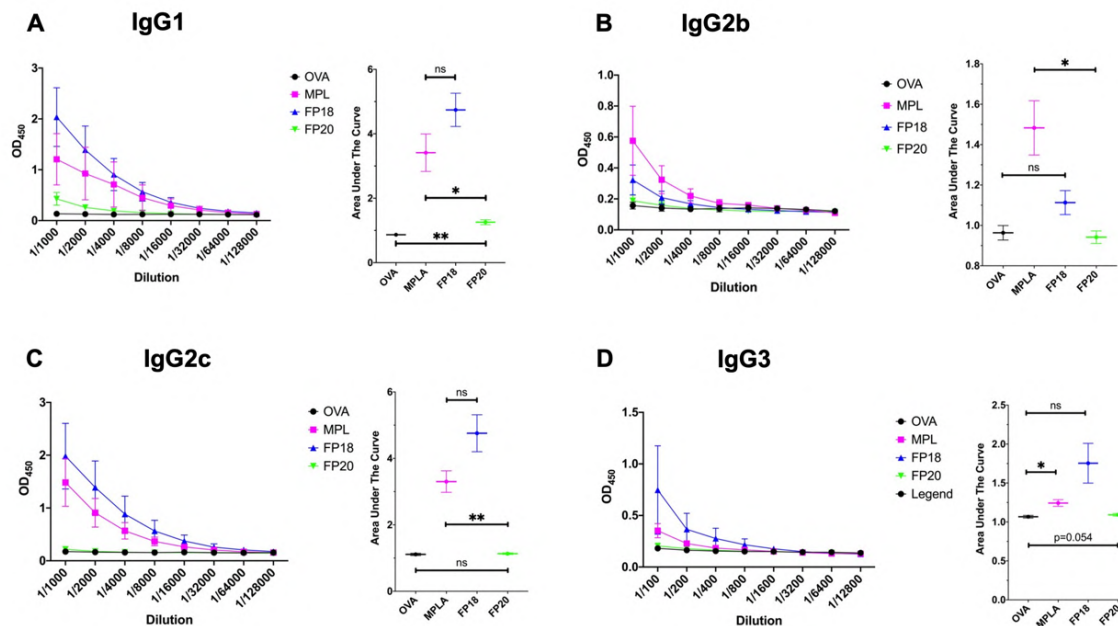 A IgG1
2
1
0
OD450
1/1000
1/2000
1/4000
1/8000
1/16000
1/32000
1/64000
1/128000
Dilution
OVA
MPL
FP18
FP20
6
4
2
0
Area Under The Curve
ns
*
**
OVA
MPLA
FP18
FP20
B IgG2b
1.0
0.8
0.6
0.4
0.2
0.0
OD450
1/1000
1/2000
1/4000
1/8000
1/16000
1/32000
1/64000
1/128000
Dilution
OVA
MPL
FP18
FP20
1.8
1.6
1.4
1.2
1.0
0.8
Area Under The Curve
*
ns
OVA
MPLA
FP18
FP20
C IgG2c
3
2
1
0
OD450
1/1000
1/2000
1/4000
1/8000
1/16000
1/32000
1/64000
1/128000
Dilution
OVA
MPL
FP18
FP20
6
4
2
0
Area Under The Curve
ns
**
ns
OVA
MPLA
FP18
FP20
D IgG3
1.5
1.0
0.5
0.0
OD450
1/100
1/200
1/400
1/800
1/1600
1/3200
1/6400
1/12800
Dilution
OVA
MPL
FP18
FP20
Legend
2.5
2.0
1.5
1.0
0.5
0.0
Area Under The Curve
ns
*
p=0.054
OVA
MPLA
FP18
FP20